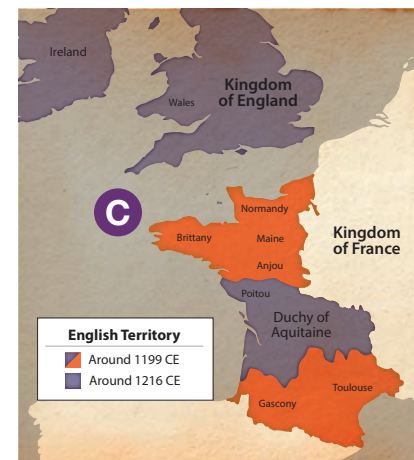 Ireland
Kingdom
of England
Wales
C
Normandy
Brittany
Maine
Kingdom
of France
Anjou
Poitou
Duchy of
Aquitaine
English Territory
Around 1199 CE
Around 1216 CE
Toulouse
Gascony